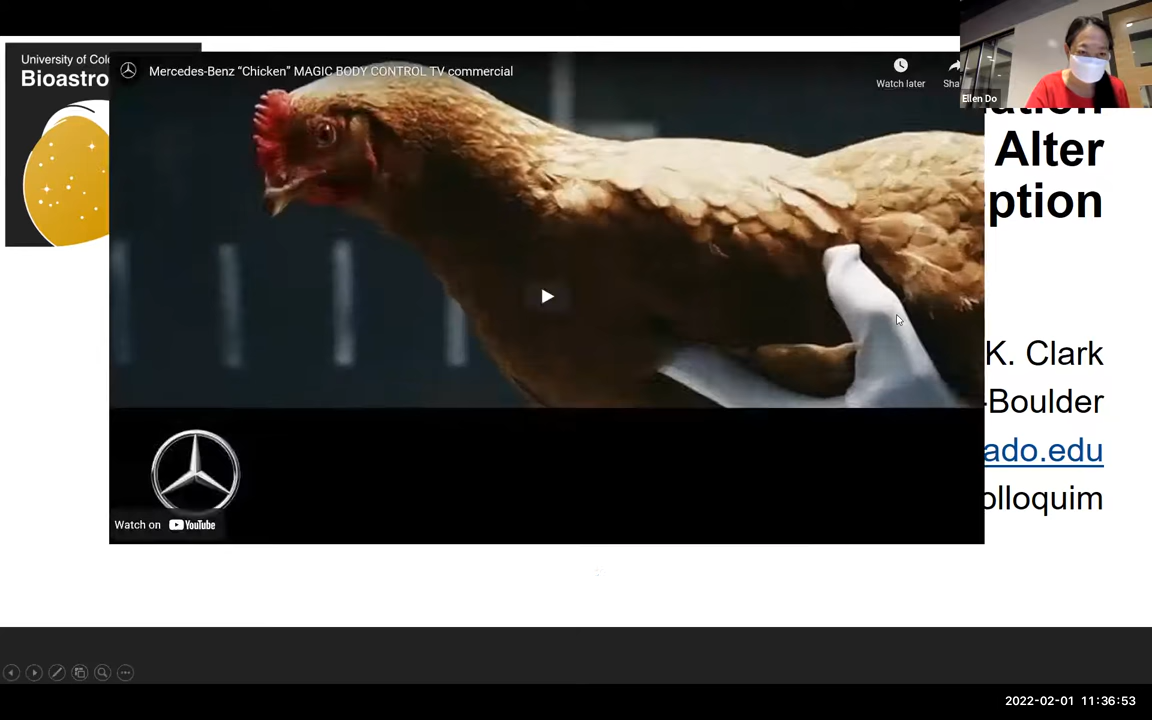 University of Col
Bioastro
Mercedes-Benz “Chicken” MAGIC BODY CONTROL TV commercial
Watch later
Sha
Ellen Do
Alter
ption
K. Clark
-Boulder
ado.edu
olloquim
Watch on YouTube
2022-02-01 11:36:53